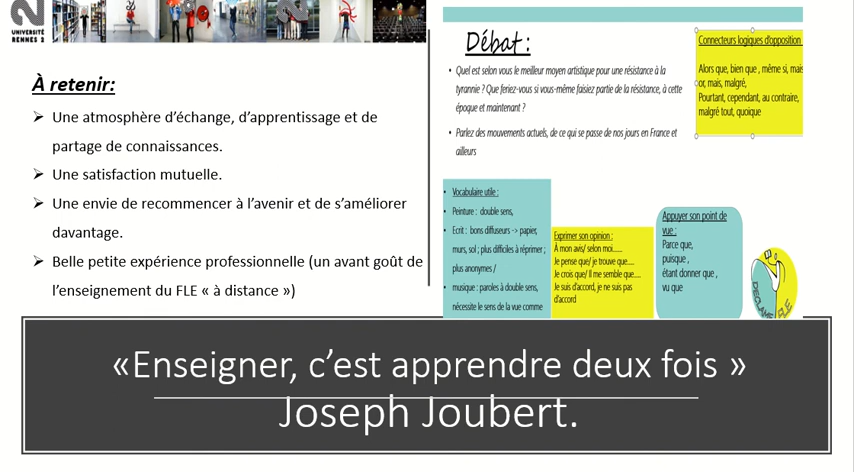 2
UNIVERSITÉ
RENNES 2
À retenir:
➢ Une atmosphère d’échange, d’apprentissage et de
partage de connaissances.
➢ Une satisfaction mutuelle.
➢ Une envie de recommencer à l’avenir et de s’améliorer
davantage.
➢ Belle petite expérience professionnelle (un avant goût de
l’enseignement du FLE « à distance »)
Débat :
• Quel est selon vous le meilleur moyen artistique pour une résistance à la
tyrannie ? Que feriez-vous si vous-même faisiez partie de la résistance, à cette
époque et maintenant ?
• Parlez des mouvements actuels, de ce qui se passe de nos jours en France et
ailleurs
Connecteurs logiques d'opposition
Alors que, bien que , même si, mais
or, mais, malgré,
Pourtant, cependant, au contraire,
malgré tout, quoique
• Vocabulaire utile :
• Peinture : double sens,
• Ecrit : bons diffuseurs -> papier,
murs, sol ; plus difficiles à réprimer ;
plus anonymes /
• musique : paroles à double sens,
nécessite le sens de la vue comme
Exprimer son opinion :
À mon avis/ selon moi.....
Je pense que/ je trouve que....
Je crois que/ Il me semble que....
Je suis d'accord, je ne suis pas
d'accord
Appuyer son point de
vue :
Parce que,
puisque ,
étant donner que ,
vu que
DECLAME
FLE
«Enseigner, c’est apprendre deux fois »
Joseph Joubert.